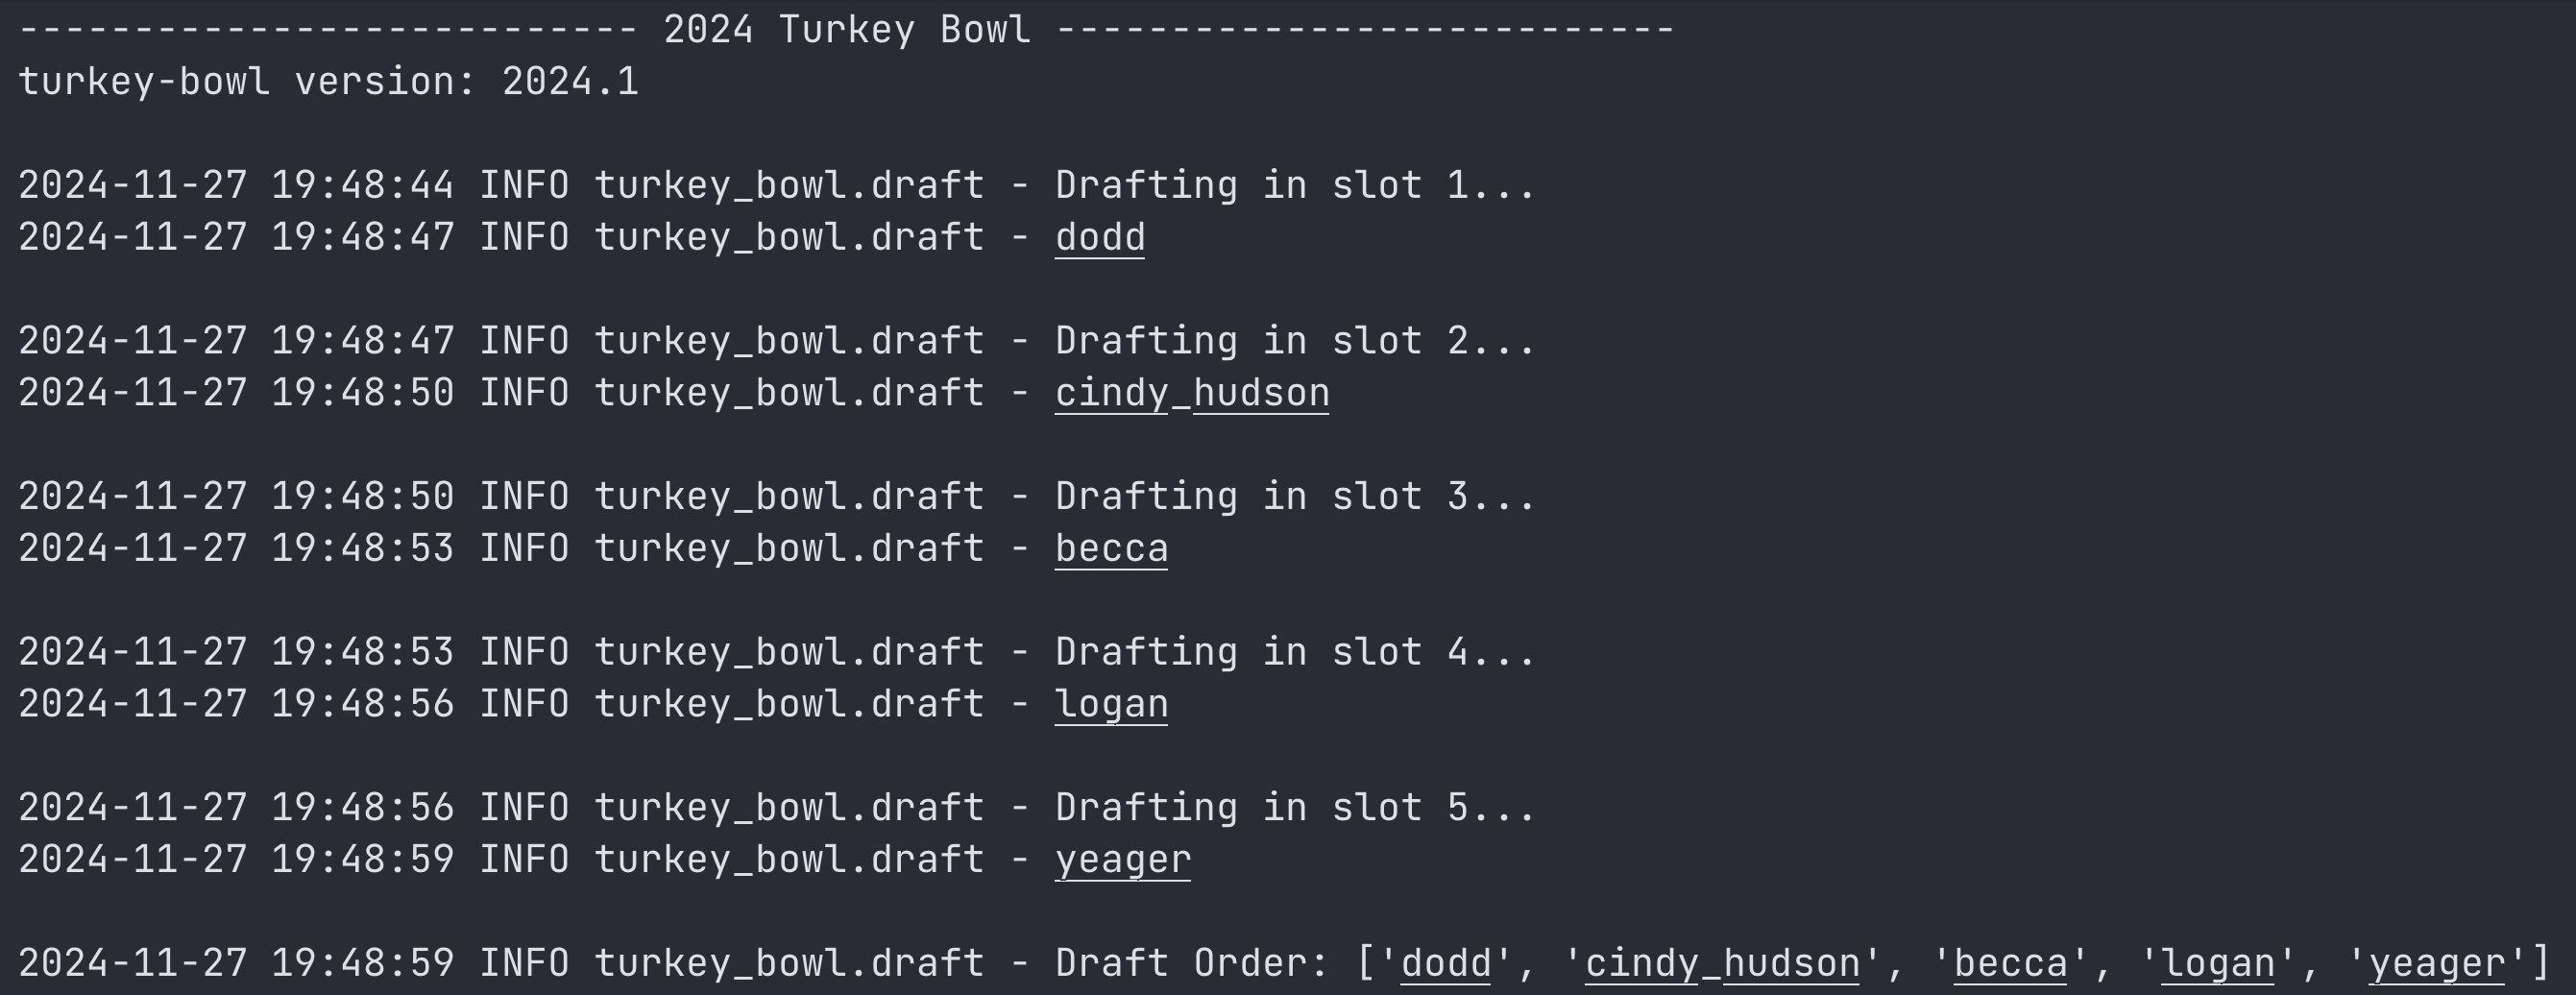 --------------------------- 2024 Turkey Bowl ---------------------------
turkey-bowl version: 2024.1
2024-11-27 19:48:44 INFO turkey_bowl.draft - Drafting in slot 1...
2024-11-27 19:48:47 INFO turkey_bowl.draft - dodd
2024-11-27 19:48:47 INFO turkey_bowl.draft - Drafting in slot 2...
2024-11-27 19:48:50 INFO turkey_bowl.draft - cindy_hudson
2024-11-27 19:48:50 INFO turkey_bowl.draft - Drafting in slot 3...
2024-11-27 19:48:53 INFO turkey_bowl.draft - becca
2024-11-27 19:48:53 INFO turkey_bowl.draft - Drafting in slot 4...
2024-11-27 19:48:56 INFO turkey_bowl.draft - logan
2024-11-27 19:48:56 INFO turkey_bowl.draft - Drafting in slot 5...
2024-11-27 19:48:59 INFO turkey_bowl.draft - yeager
2024-11-27 19:48:59 INFO turkey_bowl.draft - Draft Order: ['dodd', 'cindy_hudson', 'becca', 'logan', 'yeager']